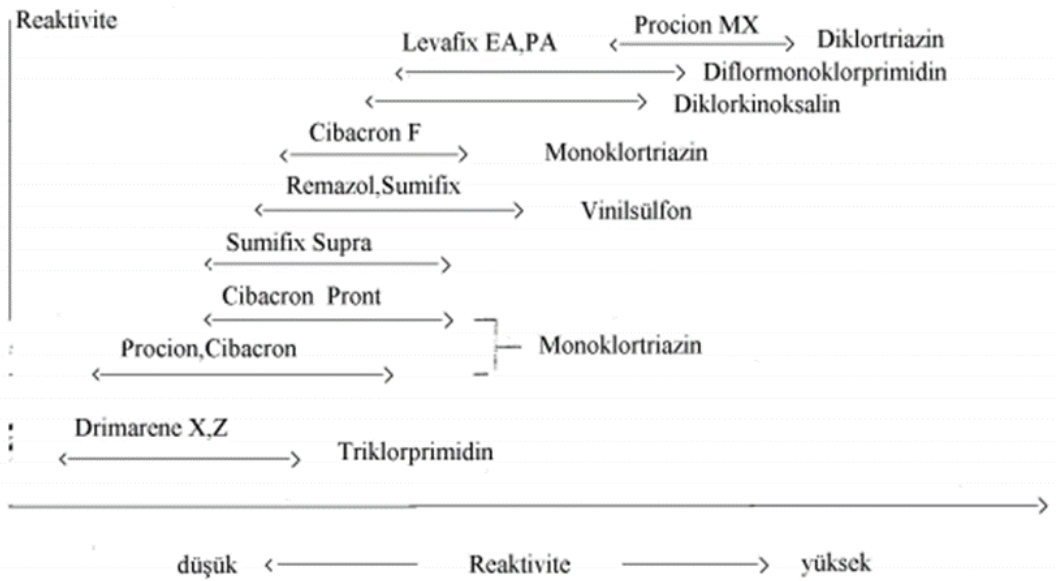 Reaktivite
Procion MX
Levafix EA,PA
Diklortriazin
Diflormonoklorprimidin
Diklorkinoksalin
Cibacron F
Monoklortriazin
Remazol,Sumifix
Vinilsülfon
Sumifix Supra
Cibacron Pront
Monoklortriazin
Procion,Cibacron
Drimarene X,Z
Triklorprimidin
düşük Reaktivite yüksek